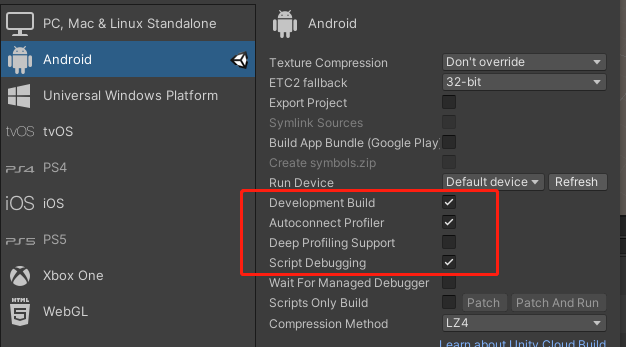 PC, Mac & Linux Standalone
Android
Universal Windows Platform
tvOS tvOS
PS4 PS4
iOS iOS
PS5 PS5
Xbox One
HTML WebGL
Android
Texture Compression Don't override
ETC2 fallback 32-bit
Export Project
Symlink Sources
Build App Bundle (Google Play)
Create symbols.zip
Run Device Default device Refresh
Development Build
Autoconnect Profiler
Deep Profiling Support
Script Debugging
Wait For Managed Debugger
Scripts Only Build Patch Patch And Run
Compression Method LZ4
Learn about Unity Cloud Build